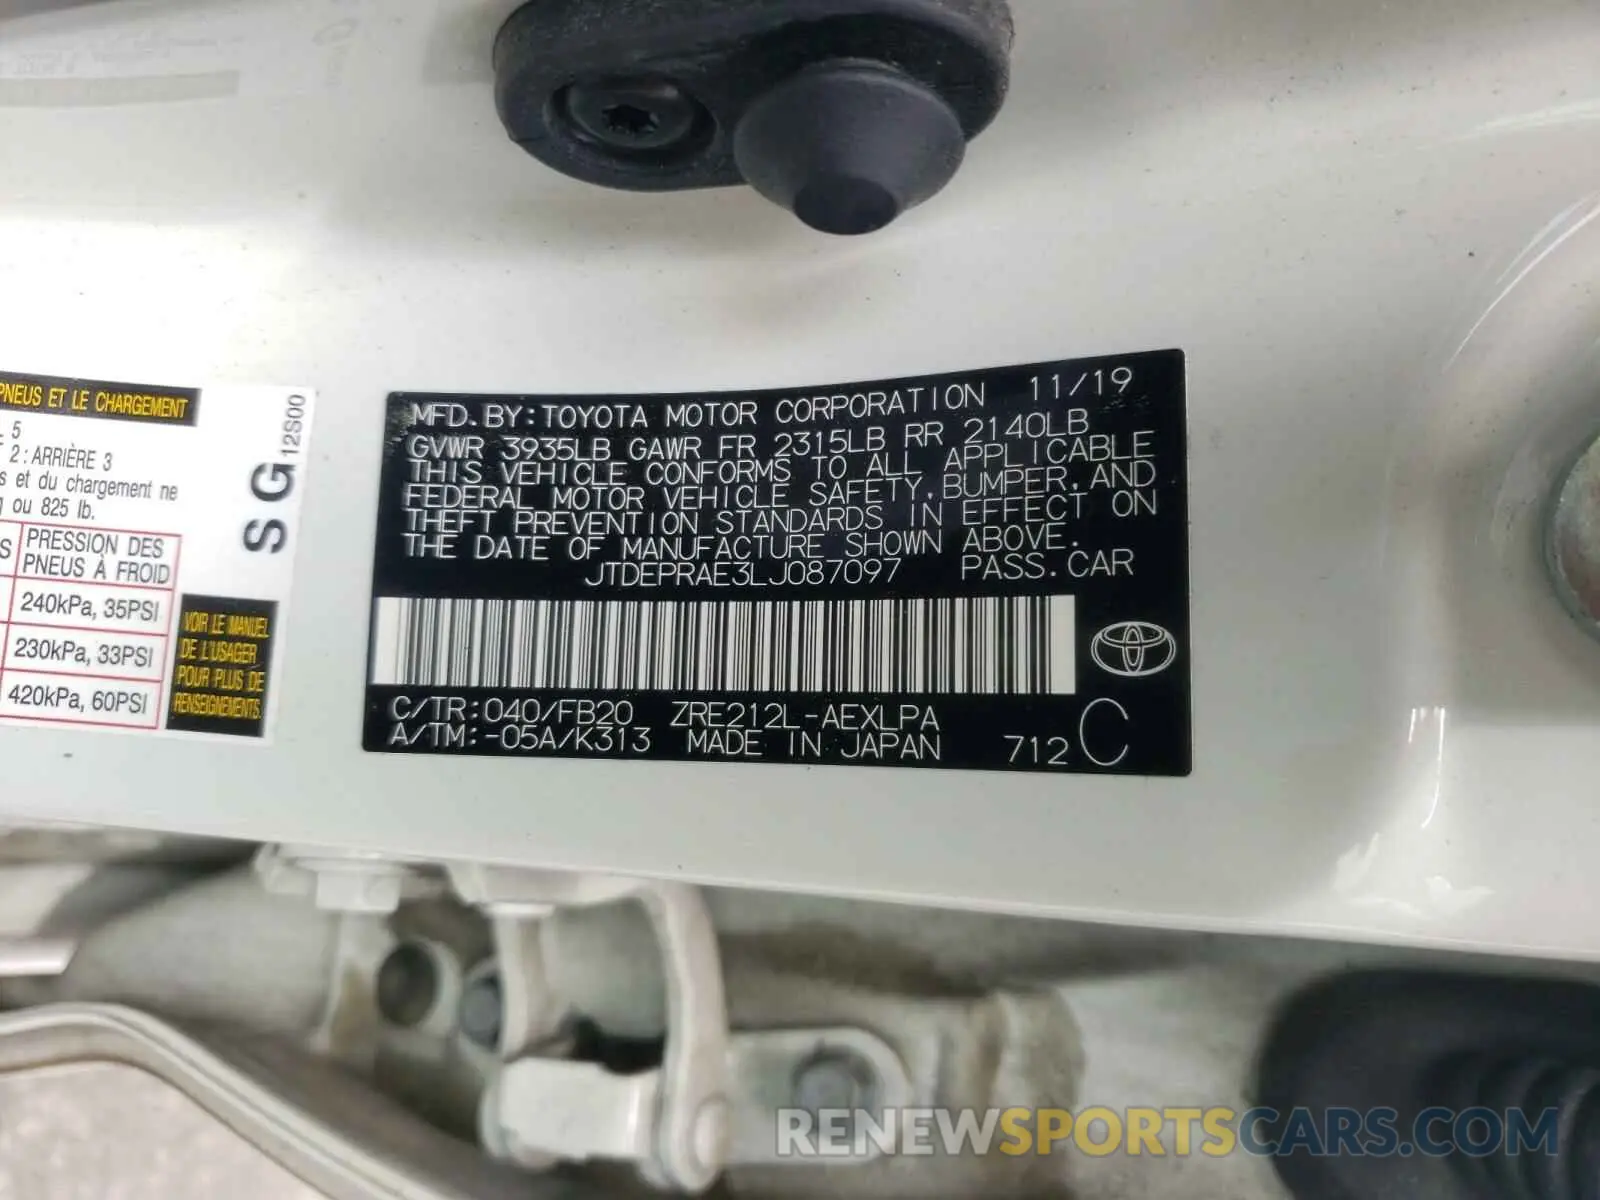 PNEUS ET LE CHARGEMENT
5
2 : ARRIÈRE 3
s et du chargement ne
ou 825 lb.
S
PRESSION DES
PNEUS À FROID
240kPa, 35PSI
230kPa, 33PSI
420kPa, 60PSI
VOIR LE MANUEL
DE L'USAGER
POUR PLUS DE
RENSEIGNEMENTS.
S G 12S00
MFD. BY: TOYOTA MOTOR CORPORATION 11/19
GVWR 3935LB GAWR FR 2315LB RR 2140LB
THIS VEHICLE CONFORMS TO ALL APPLICABLE
FEDERAL MOTOR VEHICLE SAFETY, BUMPER, AND
THEFT PREVENTION STANDARDS IN EFFECT ON
THE DATE OF MANUFACTURE SHOWN ABOVE.
JTDEPRAE3LJ087097 PASS. CAR
C/TR: 040/FB20 ZRE212L-AEXLPA
A/TM: -05A/K313 MADE IN JAPAN 712 C
RENEWSPORTSCARS.COM